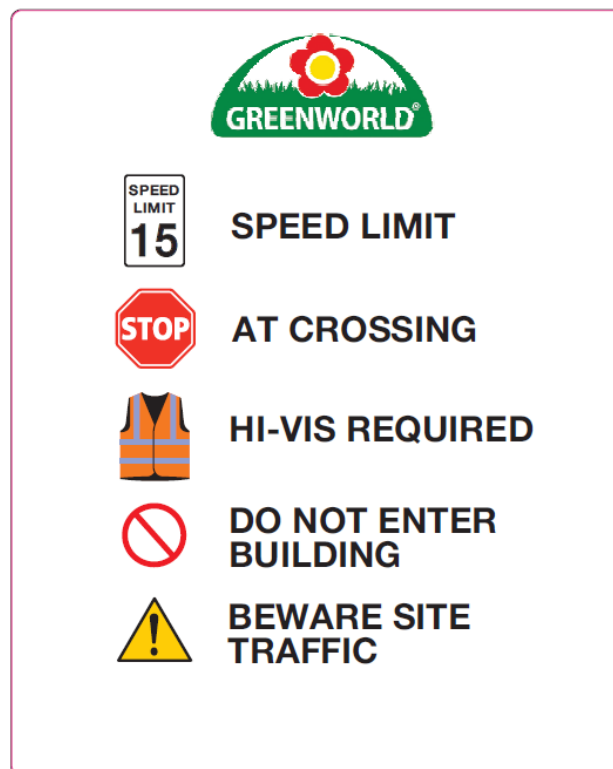 GREENWORLD®
SPEED
LIMIT
15
SPEED LIMIT
STOP
AT CROSSING
HI-VIS REQUIRED
DO NOT ENTER
BUILDING
BEWARE SITE
TRAFFIC